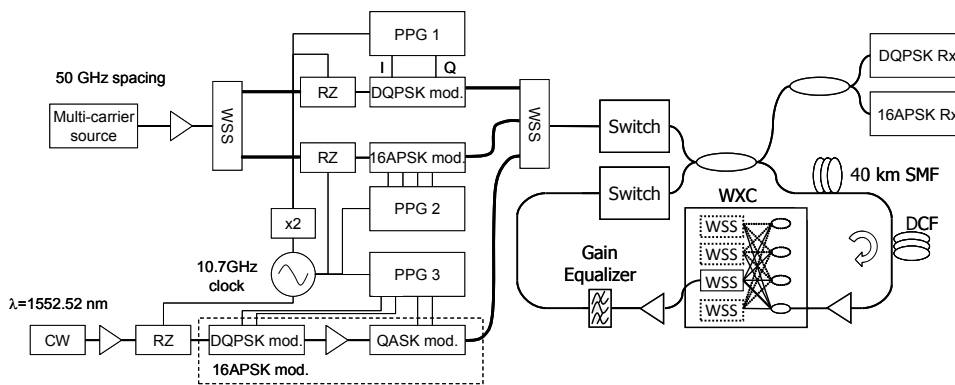 PPG 1
I
Q
50 GHz spacing
Multi-carrier
source
WSS
RZ
DQPSK mod.
WSS
RZ
16APSK mod.
PPG 2
x2
10.7GHz
clock
PPG 3
λ=1552.52 nm
CW
RZ
DQPSK mod.
QASK mod.
16APSK mod.
Switch
Switch
DQPSK Rx
16APSK Rx
40 km SMF
WXC
DCF
WSS
WSS
WSS
WSS
Gain
Equalizer